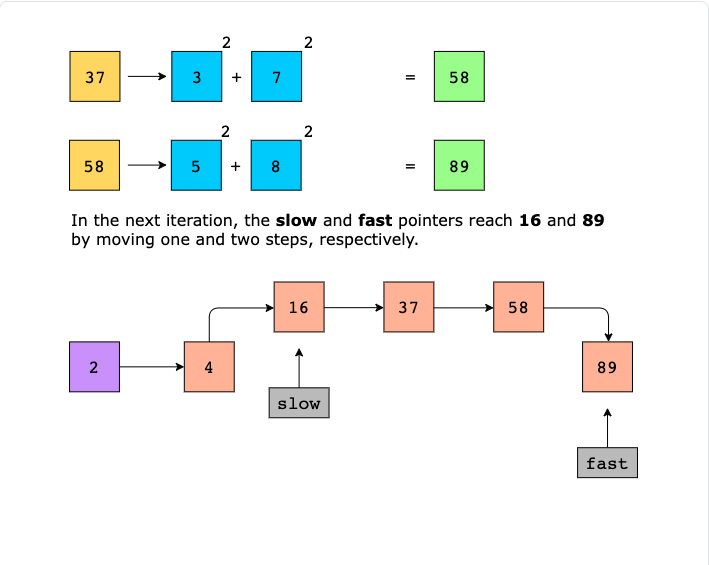 2 2
37 3 + 7 = 58
2 2
58 5 + 8 = 89
In the next iteration, the slow and fast pointers reach 16 and 89
by moving one and two steps, respectively.
16 37 58
2 4 89
slow
fast